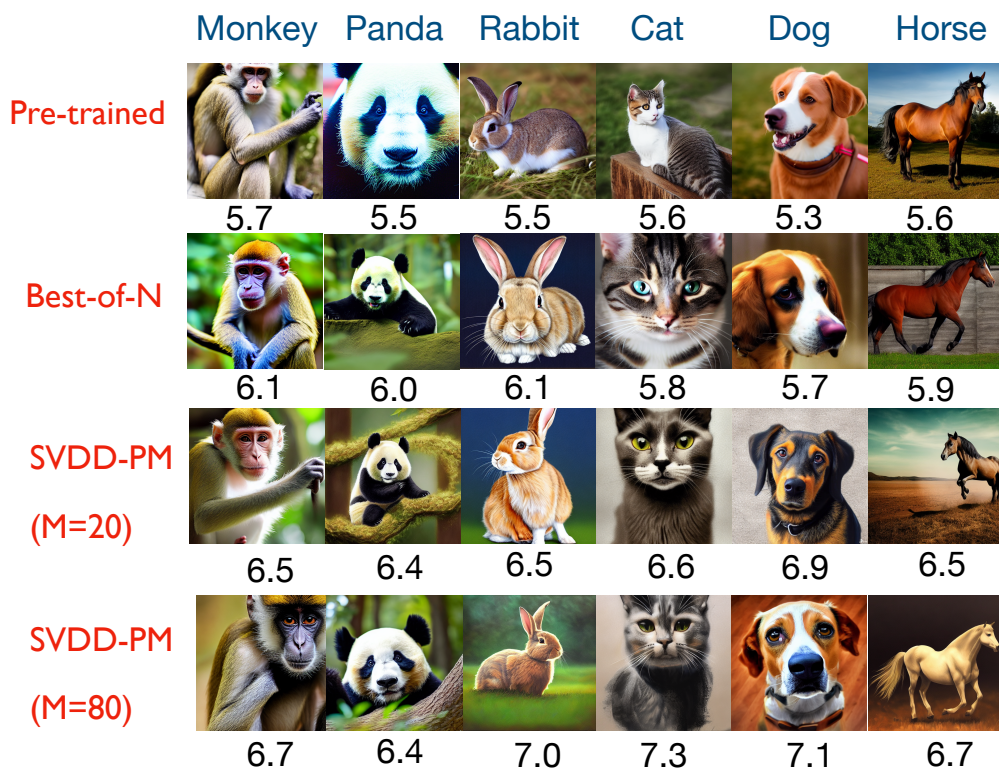 Monkey Panda Rabbit Cat Dog Horse
Pre-trained
5.7 5.5 5.5 5.6 5.3 5.6
Best-of-N
6.1 6.0 6.1 5.8 5.7 5.9
SVDD-PM
(M=20)
6.5 6.4 6.5 6.6 6.9 6.5
SVDD-PM
(M=80)
6.7 6.4 7.0 7.3 7.1 6.7